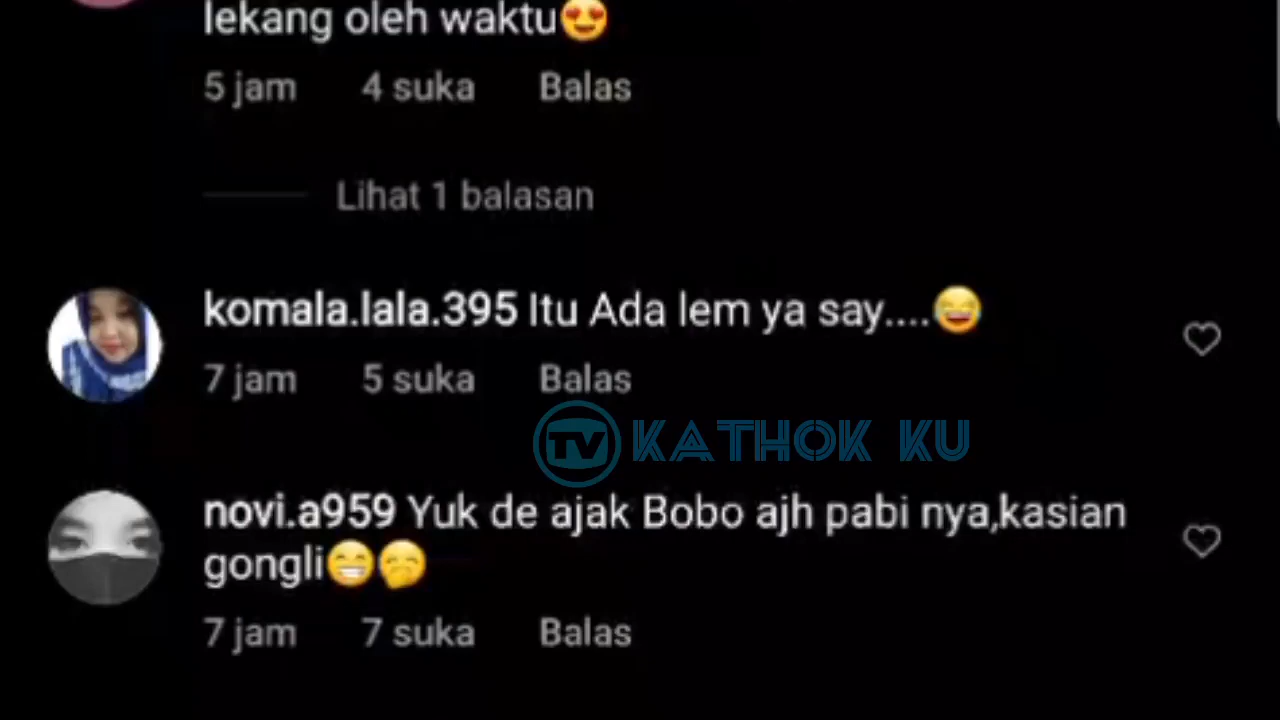 lekang oleh waktu😍
5 jam 4 suka Balas
Lihat 1 balasan
komala.lala.395 Itu Ada lem ya say....😂
7 jam 5 suka Balas
TV KATHOK KU
novi.a959 Yuk de ajak Bobo ajh pabi nya,kasian
gongli😁🤭
7 jam 7 suka Balas